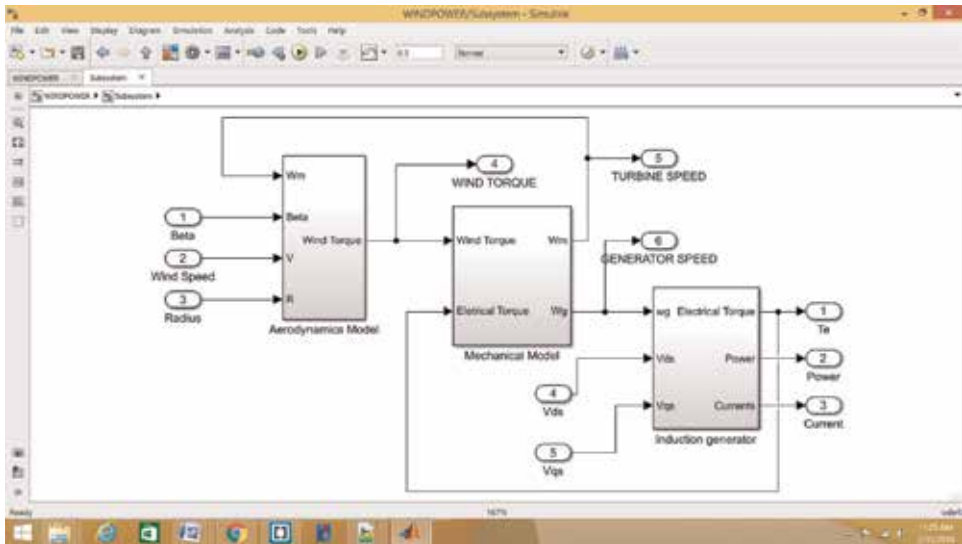 WINDPOWER/Subsystem - Simulink
File Edit View Display Diagram Simulation Analysis Code Tools Help
Normal
WINDPOWER Subsystem
WINDPOWER Subsystem
Wm
Beta
V
R
Wind Torque
Aerodynamics Model
1
Beta
2
Wind Speed
3
Radius
4
WIND TORQUE
5
TURBINE SPEED
Wind Torque Wm
Eletrical Torque Wg
Mechanical Model
6
GENERATOR SPEED
wg Electrical Torque
Vds Power
Vqs Currents
Induction generator
4
Vds
5
Vqs
1
Te
2
Power
3
Current
Ready
167%